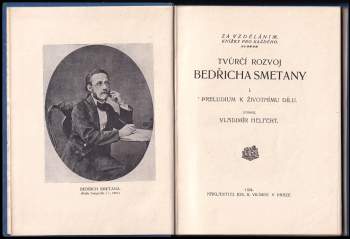 BEDŘICH SMETANA.
ZA VZDĚLÁNÍM.
KNÍŽKY PRO KAŽDÉHO.
TVŮRČÍ ROZVOJ
BEDŘICHA SMETANY
I.
PRELUDIUM K ŽIVOTNÍMU DÍLU.
VLADIMÍR HELFERT.
1924.
NAKLADATEL JOS. R. VILÍMEK V PRAZE